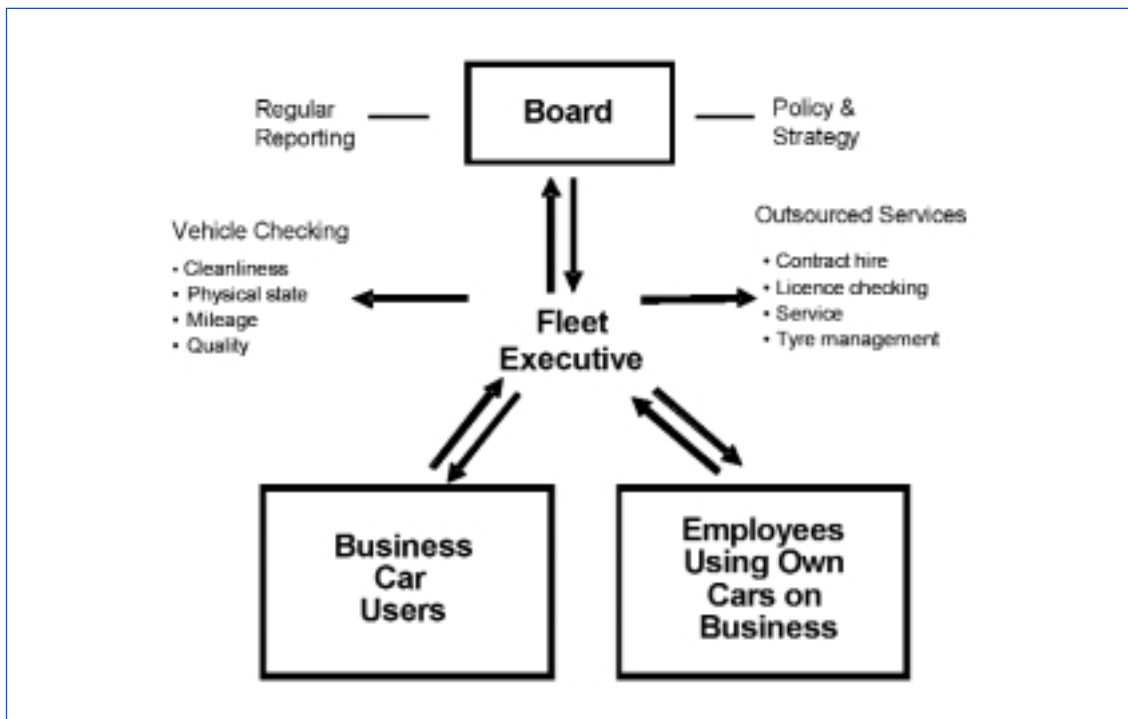 Board
Regular
Reporting
Policy &
Strategy
Vehicle Checking
• Cleanliness
• Physical state
• Mileage
• Quality
Outsourced Services
• Contract hire
• Licence checking
• Service
• Tyre management
Fleet
Executive
Business
Car
Users
Employees
Using Own
Cars on
Business